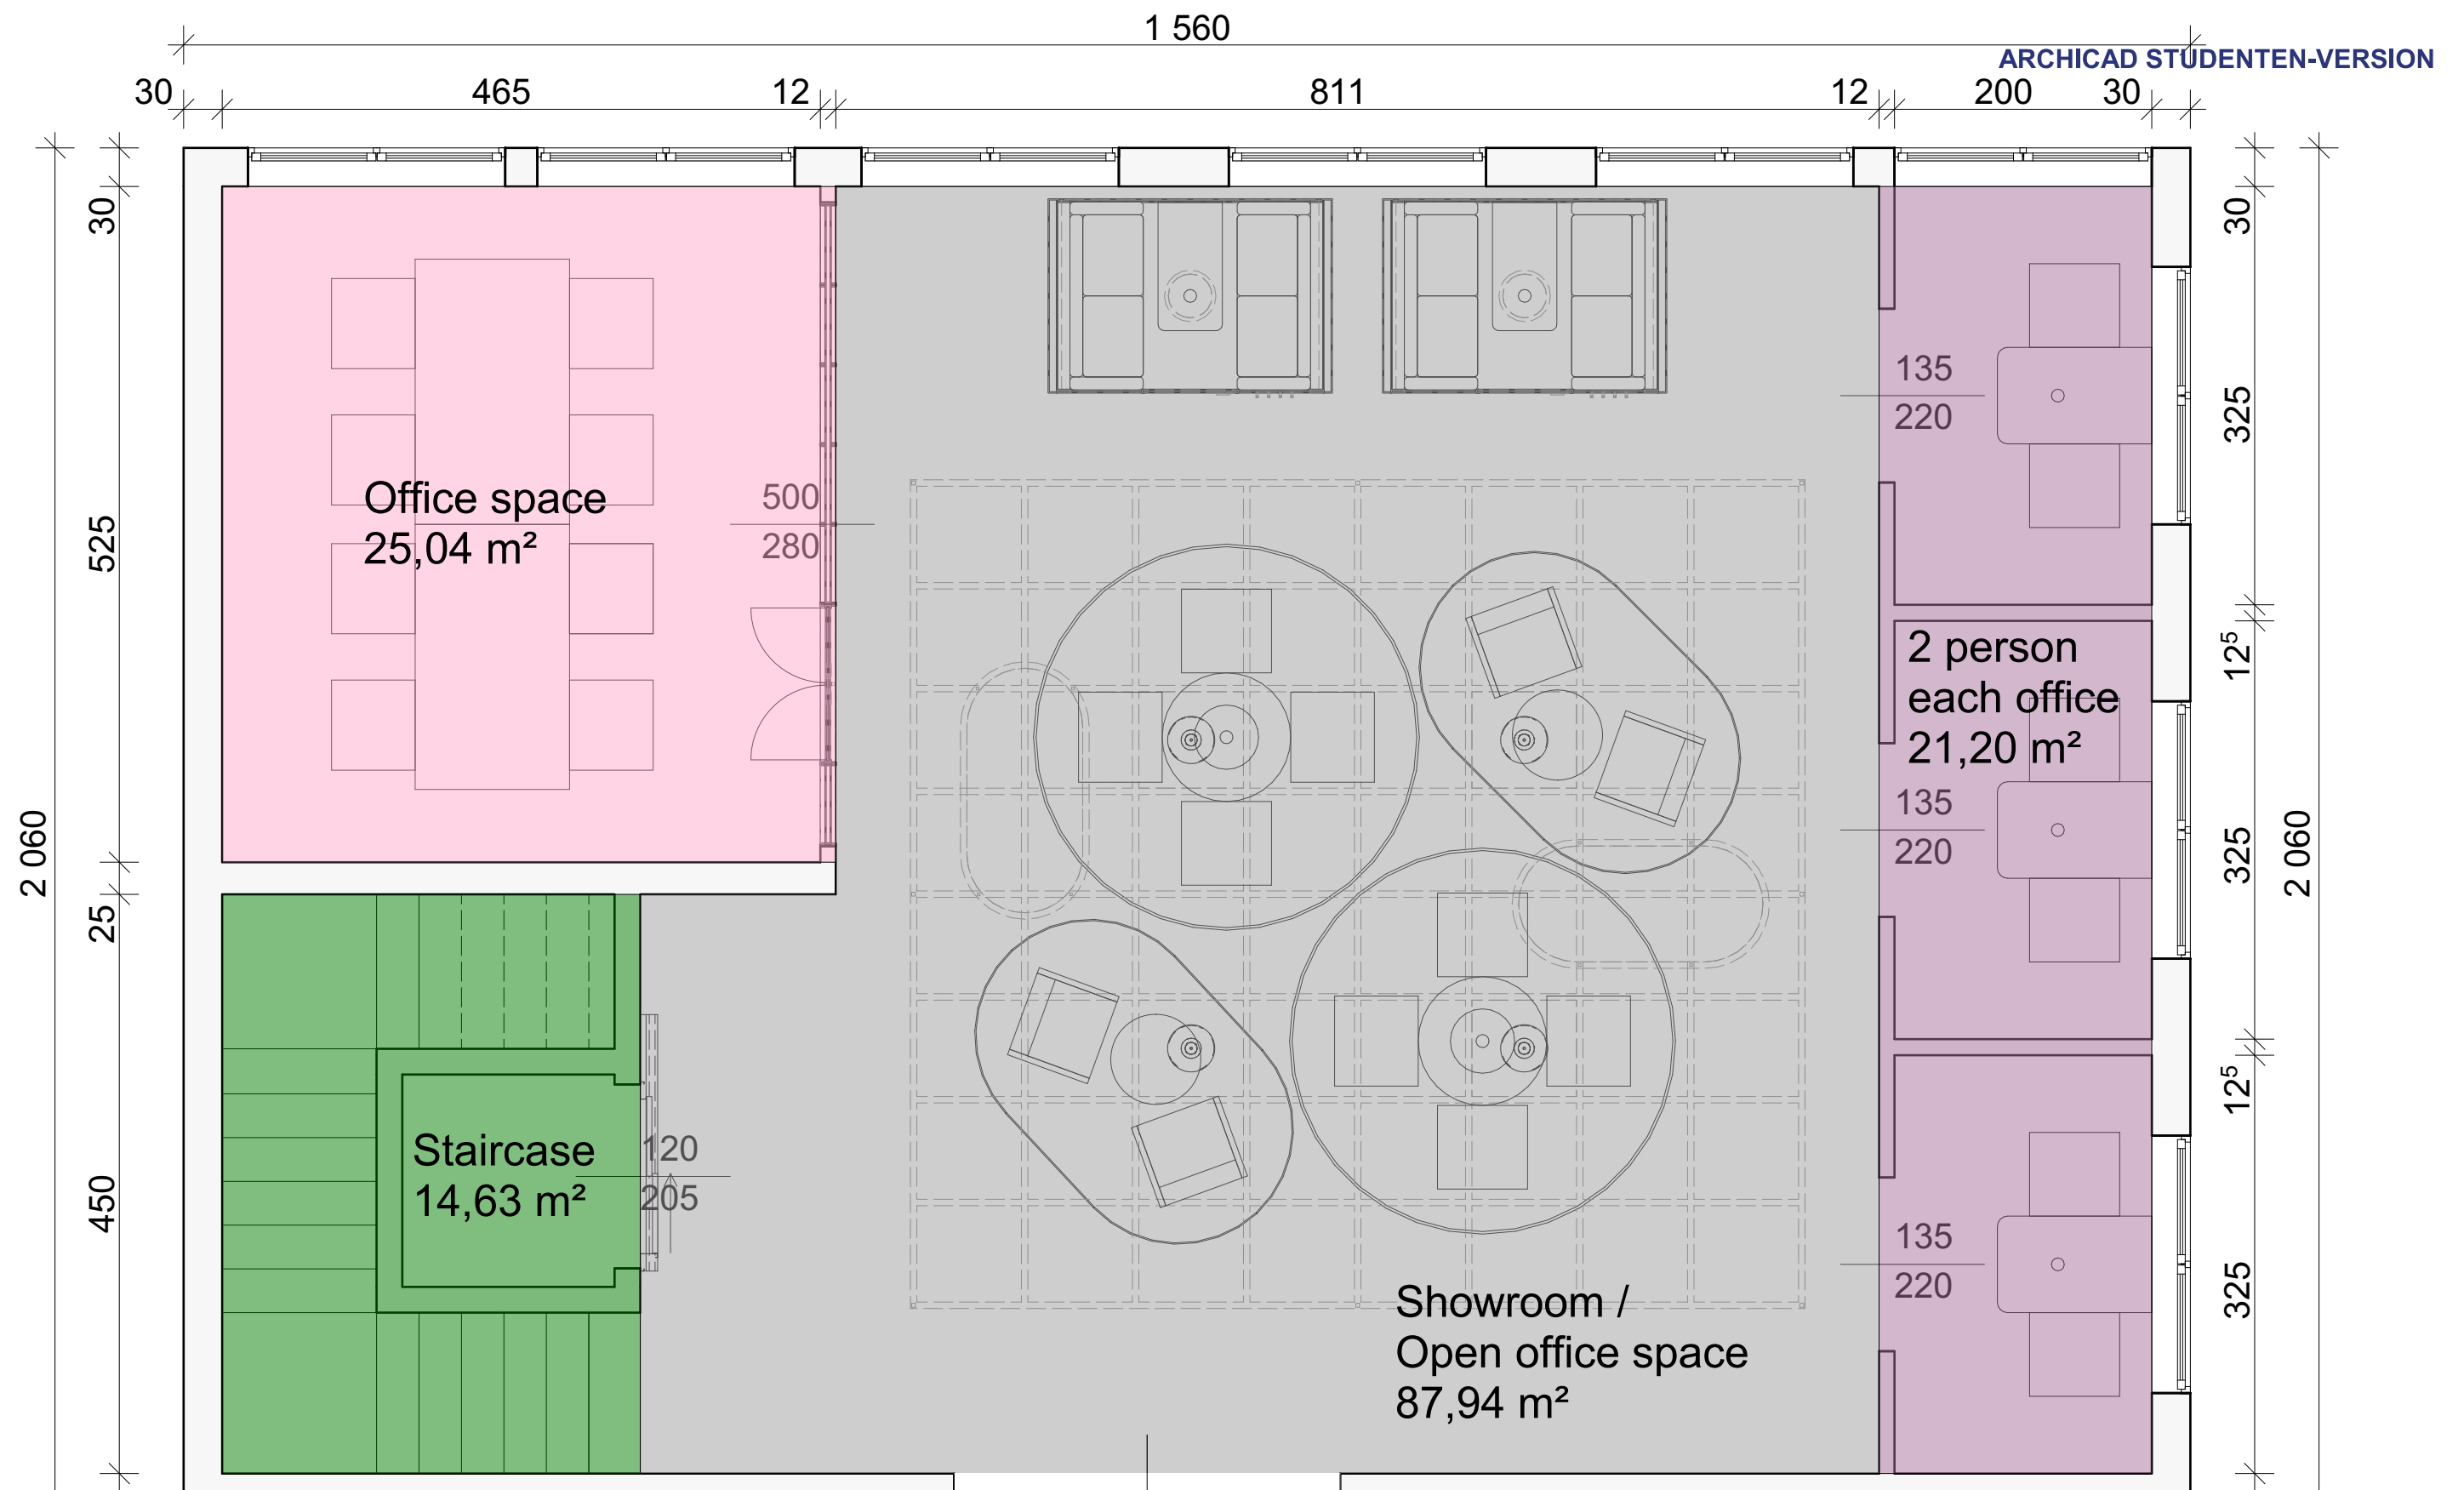 1 560
ARCHICAD STUDENTEN-VERSION
30 465 12 811 12 200 30
30
525
25
450
2 060
30
325
12⁵
325
12⁵
325
2 060
Office space
25,04 m²
500
280
135
220
2 person
each office
21,20 m²
135
220
Staircase
14,63 m²
120
205
135
220
Showroom /
Open office space
87,94 m²